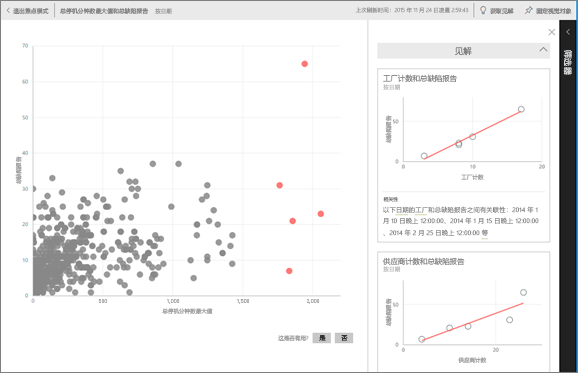 退出焦点模式
总停机分钟数最大值和总缺陷报告 按日期
上次刷新时间: 2015 年 11 月 24 日凌晨 2:59:43
获取见解
固定视觉对象
70
60
50
40
30
20
10
0
总缺陷报告
0 500 1,000 1,500 2,000
总停机分钟数最大值
这是否有用? 是 否
见解
工厂计数和总缺陷报告
按日期
50
0
总缺陷报告
0 10 20
工厂计数
相关性
以下日期的工厂和总缺陷报告之间有关联性: 2014 年 1
月 10 日晚上 12:00:00、2014 年 1 月 15 日晚上 12:00:00
、2014 年 2 月 25 日晚上 12:00:00 等
供应商计数和总缺陷报告
按日期
50
0
总缺陷报告
0 20
供应商计数
筛选器